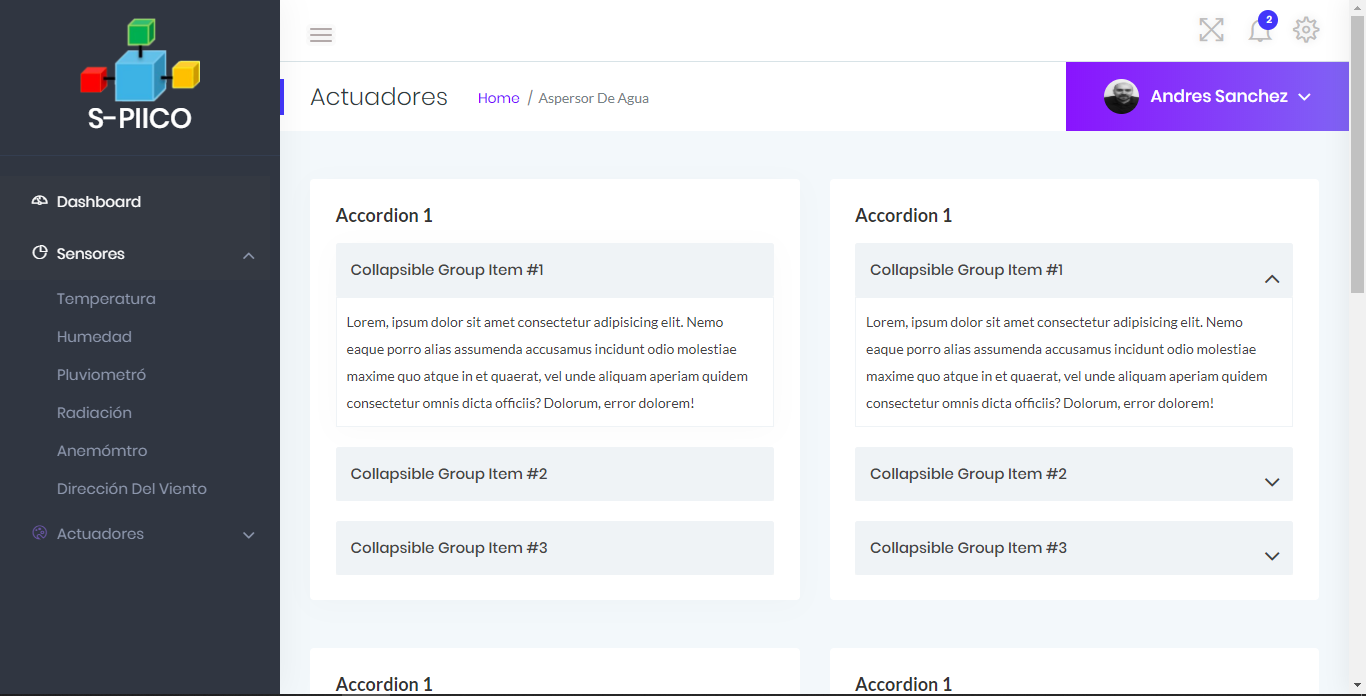 S-PIICO
Dashboard
Sensores
Temperatura
Humedad
Pluviometró
Radiación
Anemómtro
Dirección Del Viento
Actuadores
2
Actuadores
Home / Aspersor De Agua
Andres Sanchez
Accordion 1
Collapsible Group Item #1
Lorem, ipsum dolor sit amet consectetur adipisicing elit. Nemo
eaque porro alias assumenda accusamus incidunt odio molestiae
maxime quo atque in et quaerat, vel unde aliquam aperiam quidem
consectetur omnis dicta officiis? Dolorum, error dolorem!
Collapsible Group Item #2
Collapsible Group Item #3
Accordion 1
Collapsible Group Item #1
Lorem, ipsum dolor sit amet consectetur adipisicing elit. Nemo
eaque porro alias assumenda accusamus incidunt odio molestiae
maxime quo atque in et quaerat, vel unde aliquam aperiam quidem
consectetur omnis dicta officiis? Dolorum, error dolorem!
Collapsible Group Item #2
Collapsible Group Item #3
Accordion 1
Accordion 1